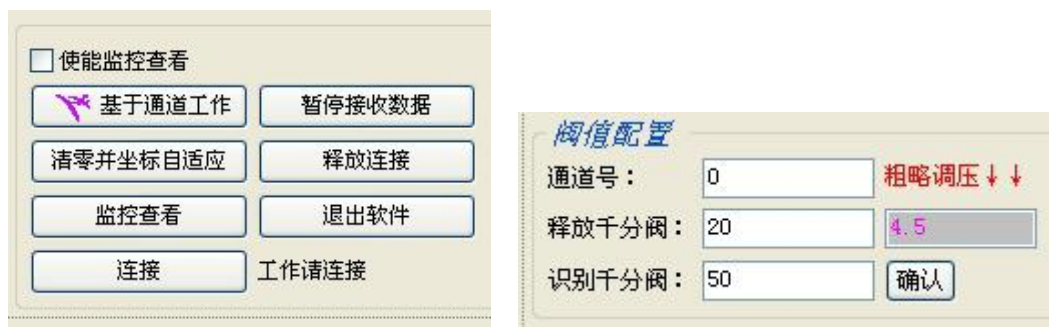 使能监控查看
基于通道工作 暂停接收数据
清零并坐标自适应 释放连接
监控查看 退出软件
连接 工作请连接
阀值配置
通道号： 0 粗略调压↓↓
释放千分阀： 20 4.5
识别千分阀： 50 确认